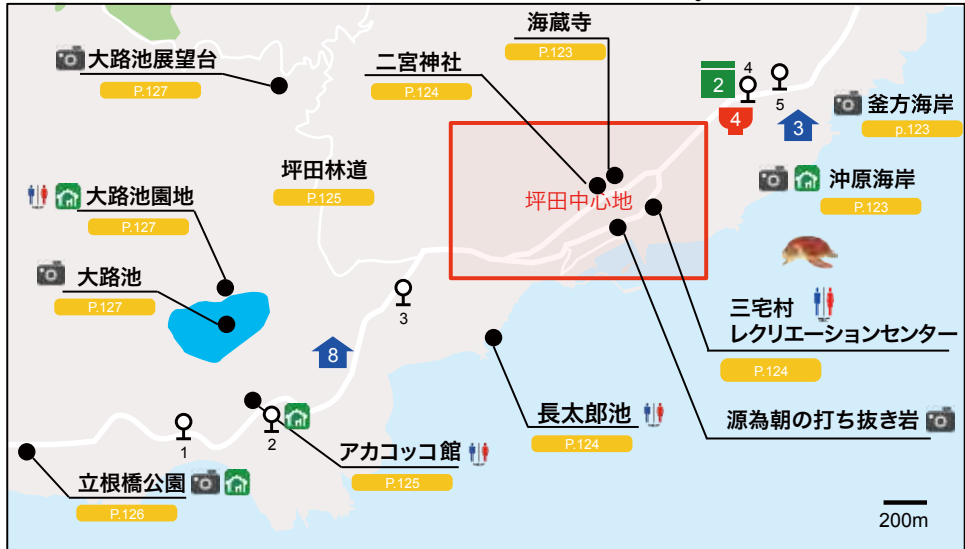 海蔵寺
P.123
大路池展望台
P.127
二宮神社
P.124
2
4
4
5
3
釜方海岸
p.123
坪田林道
P.125
坪田中心地
沖原海岸
P.123
大路池園地
P.127
大路池
P.127
3
8
三宅村
レクリエーションセンター
P.124
長太郎池
P.124
源為朝の打ち抜き岩
1
2
アカコッコ館
P.125
立根橋公園
P.126
200m